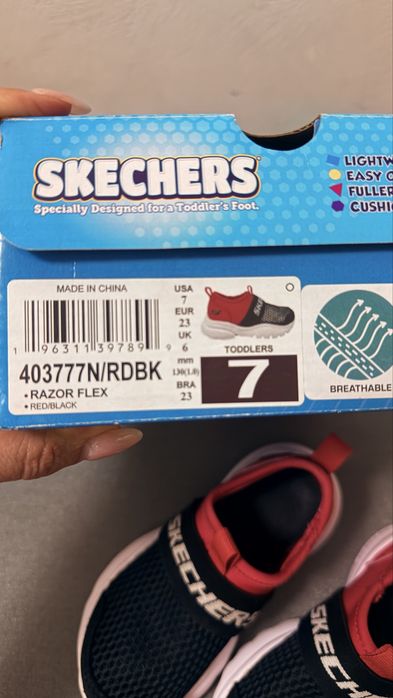 SKECHERS
Specially Designed for a Toddler's Foot.
LIGHTW
EASY
FULLER
CUSHI
MADE IN CHINA
1 96311 39789 9
403777N/RDBK
• RAZOR FLEX
• RED/BLACK
USA
7
EUR
23
UK
6
mm
130(1.0)
BRA
23
TODDLERS
7
BREATHABLE
SKECHERS
SKECH